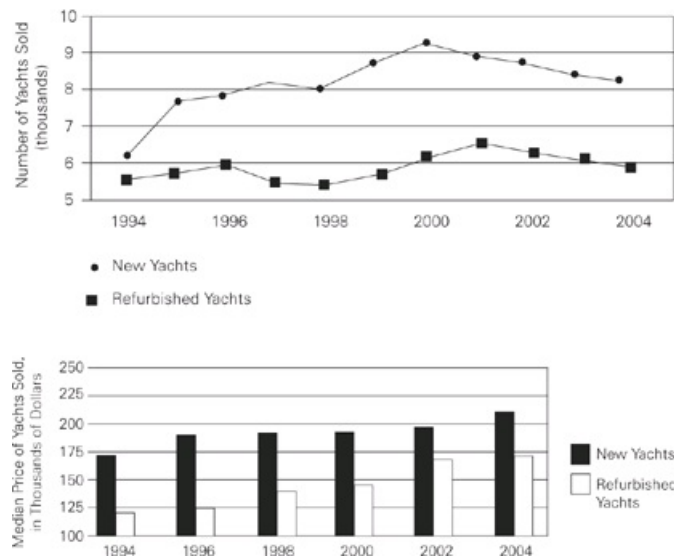 Number of Yachts Sold
(thousands)
10
9
8
7
6
5
1994 1996 1998 2000 2002 2004
New Yachts
Refurbished Yachts
Median Price of Yachts Sold,
in Thousands of Dollars
250
225
200
175
150
125
100
1994 1996 1998 2000 2002 2004
New Yachts
Refurbished
Yachts